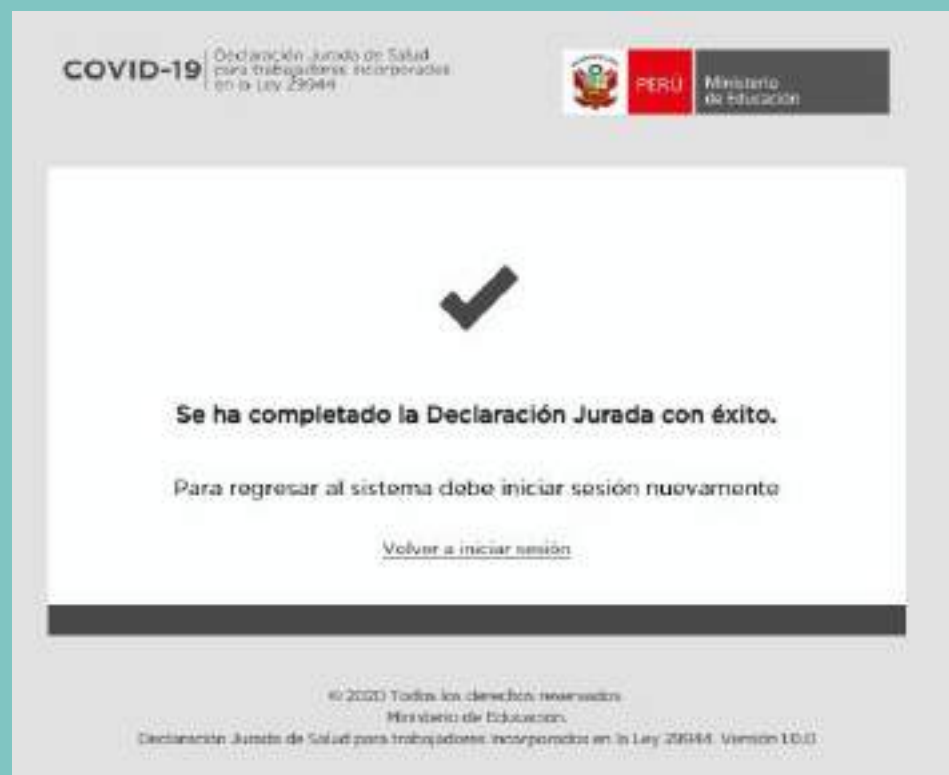 COVID-19
Declaración Jurada de Salud
para trabajadores incorporados
en la Ley 29944
PERÚ
Ministerio
de Educación
Se ha completado la Declaración Jurada con éxito.
Para regresar al sistema debe iniciar sesión nuevamente
Volver a iniciar sesión
© 2020 Todos los derechos reservados
Ministerio de Educación.
Declaración Jurada de Salud para trabajadores incorporados en la Ley 29944. Versión 1.0.0